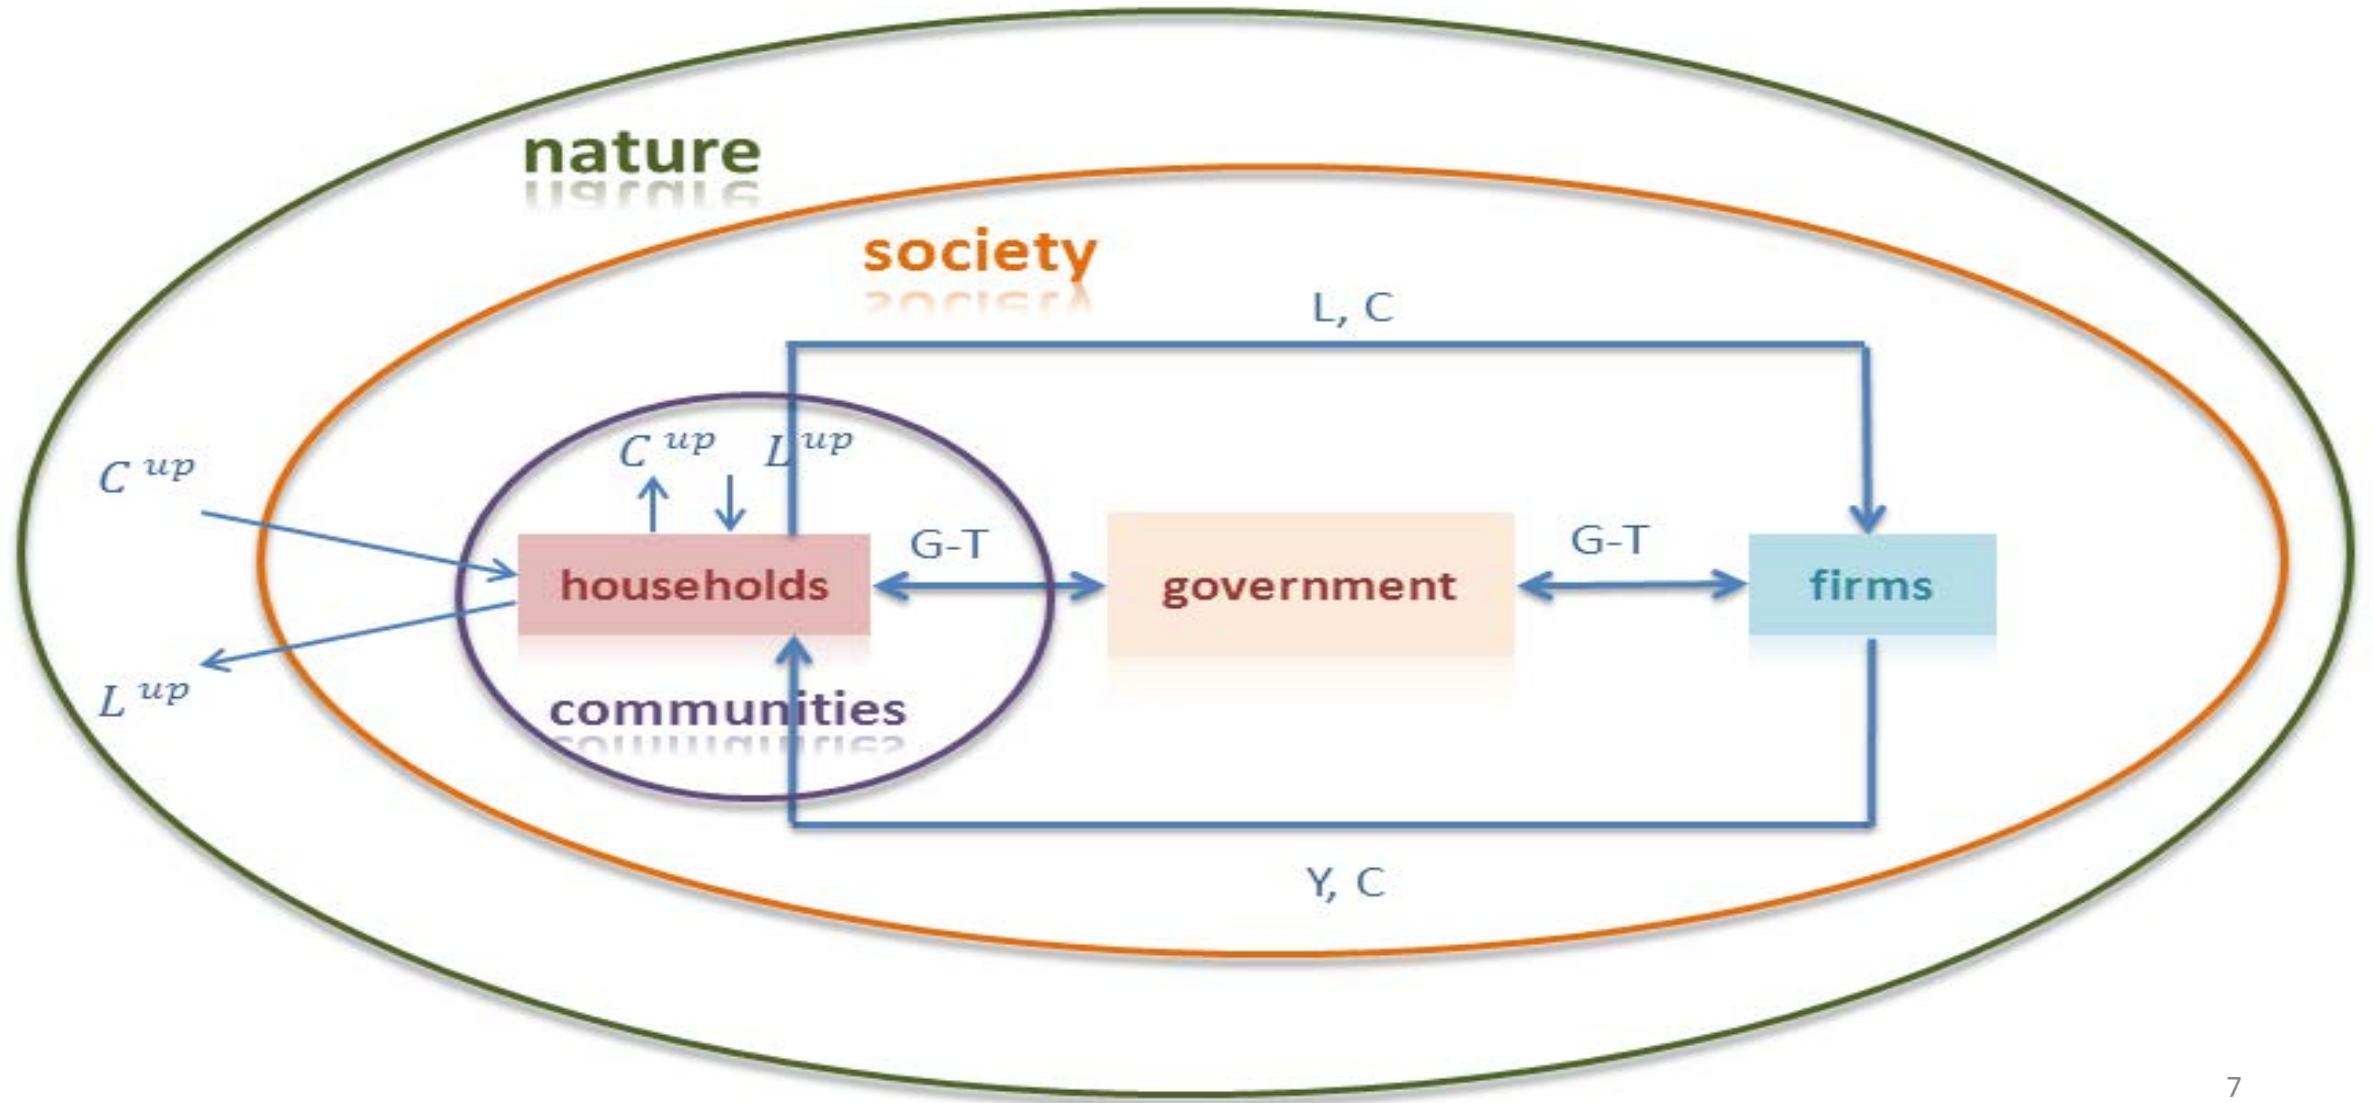 nature
society
L, C
C up
L up
C up
G-T
G-T
households
government
firms
L up
communities
Y, C
7